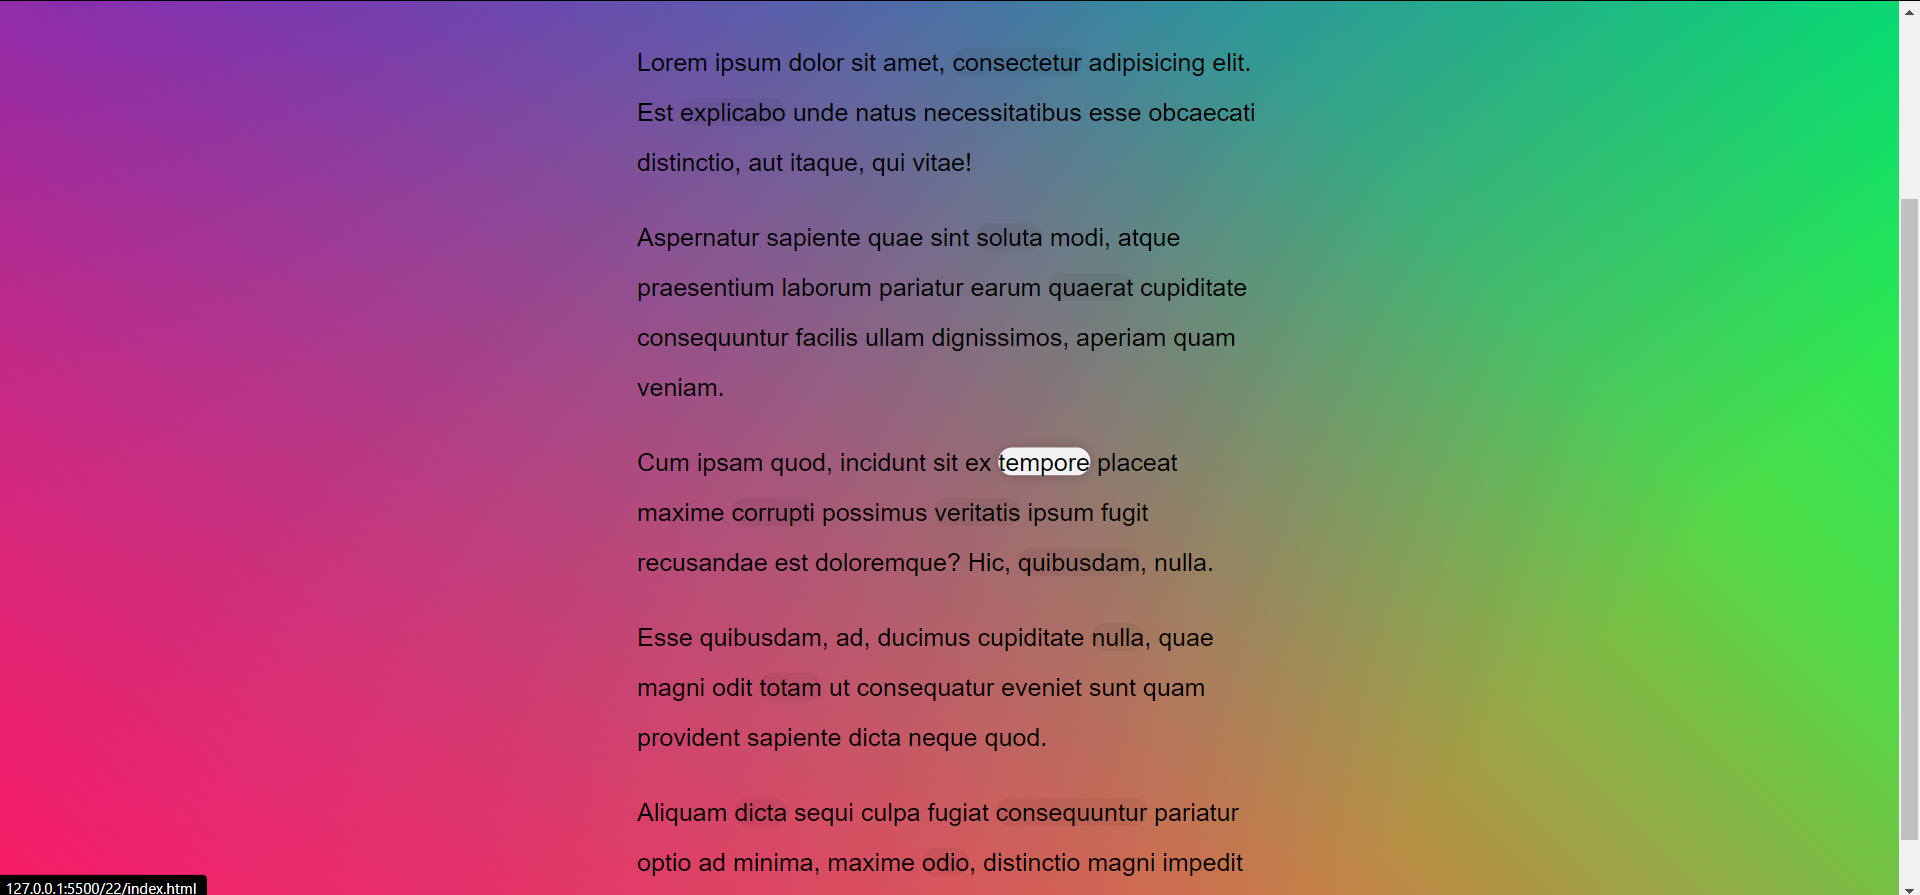 Lorem ipsum dolor sit amet, consectetur adipisicing elit.
Est explicabo unde natus necessitatibus esse obcaecati
distinctio, aut itaque, qui vitae!
Aspernatur sapiente quae sint soluta modi, atque
praesentium laborum pariatur earum quaerat cupiditate
consequuntur facilis ullam dignissimos, aperiam quam
veniam.
Cum ipsam quod, incidunt sit ex tempore placeat
maxime corrupti possimus veritatis ipsum fugit
recusandae est doloremque? Hic, quibusdam, nulla.
Esse quibusdam, ad, ducimus cupiditate nulla, quae
magni odit totam ut consequatur eveniet sunt quam
provident sapiente dicta neque quod.
Aliquam dicta sequi culpa fugiat consequuntur pariatur
optio ad minima, maxime odio, distinctio magni impedit
127.0.0.1:5500/22/index.html